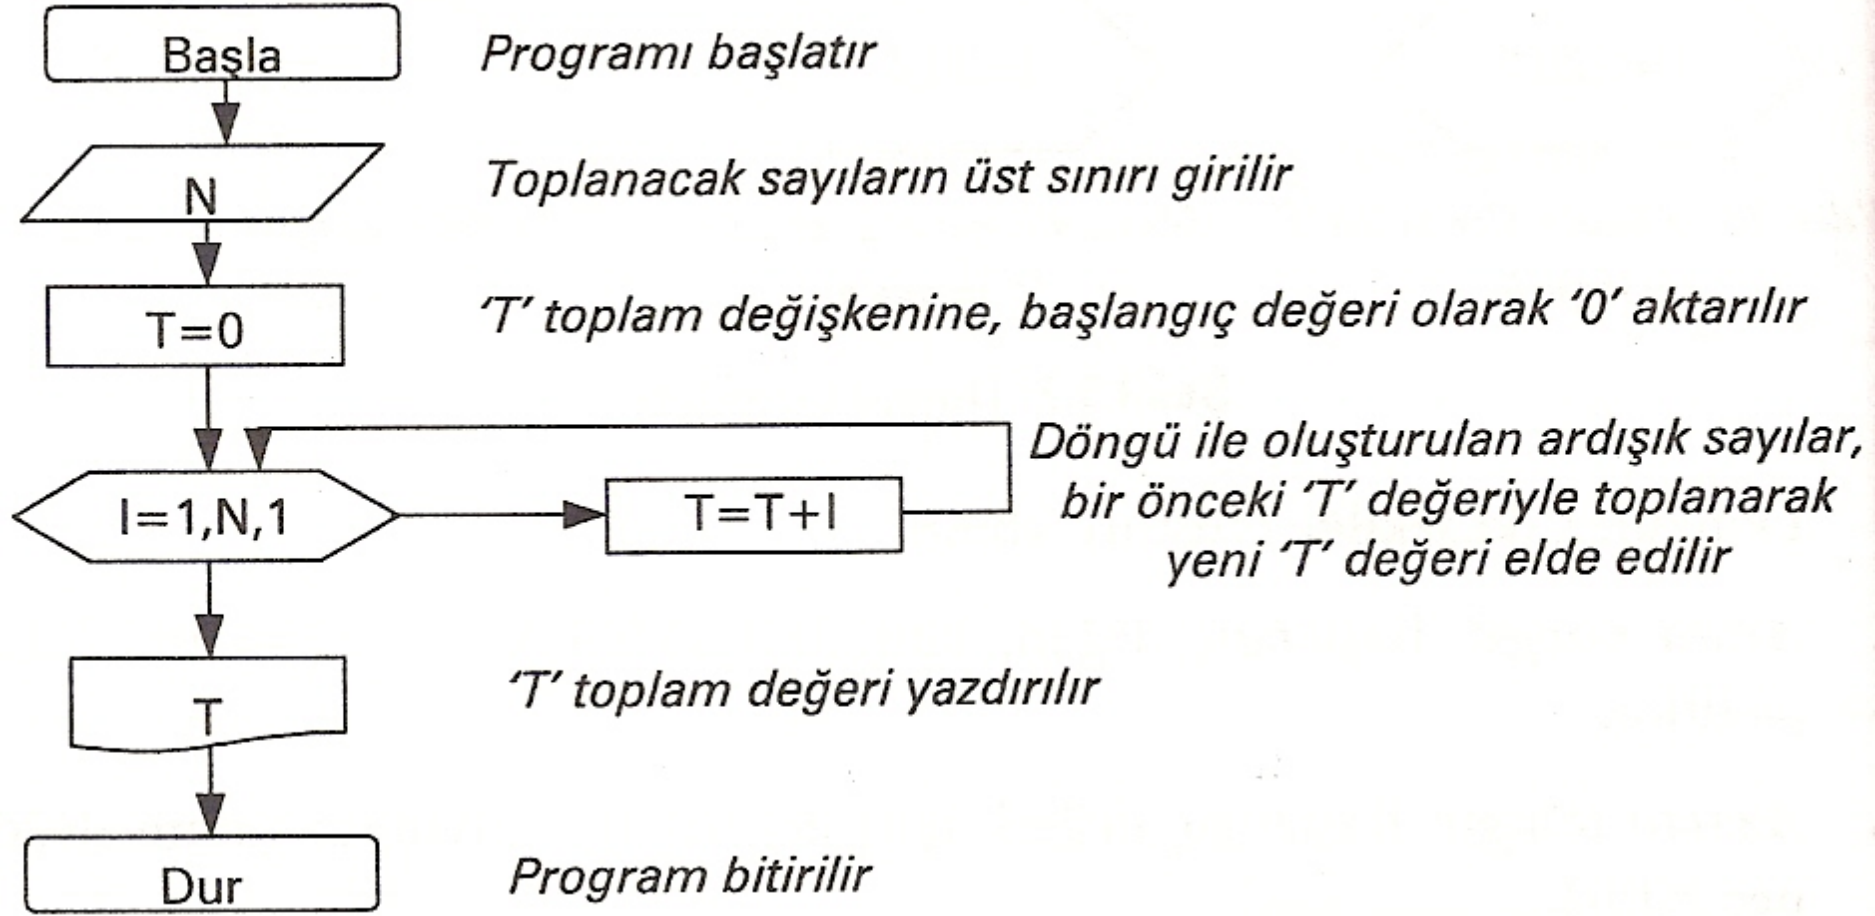 Başla
Programı başlatır
N
Toplanacak sayıların üst sınırı girilir
T=0
'T' toplam değişkenine, başlangıç değeri olarak '0' aktarılır
I=1,N,1
T=T+I
Döngü ile oluşturulan ardışık sayılar,
bir önceki 'T' değeriyle toplanarak
yeni 'T' değeri elde edilir
T
'T' toplam değeri yazdırılır
Dur
Program bitirilir